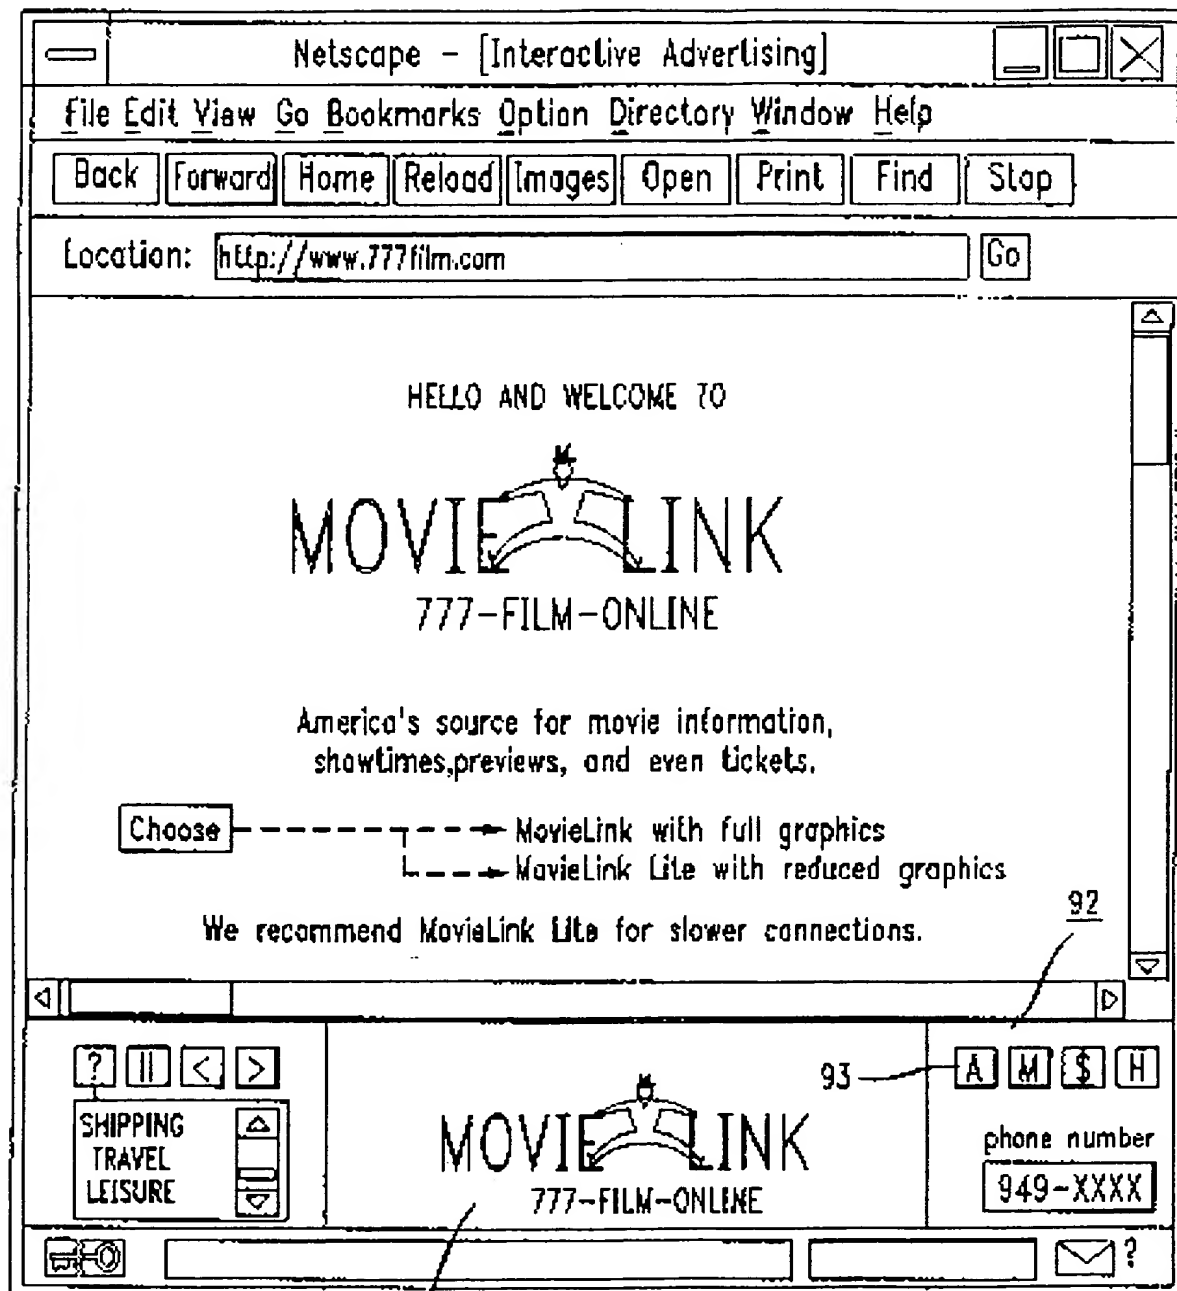 Netscape - [Interactive Advertising]
File Edit View Go Bookmarks Option Directory Window Help
Back Forward Home Reload Images Open Print Find Stop
Location: http://www.777film.com Go
HELLO AND WELCOME TO
M
MOVIE LINK
777-FILM-ONLINE
America's source for movie information,
showtimes,previews, and even tickets.
Choose MovieLink with full graphics
MovieLink Lite with reduced graphics
We recommend MovieLink Lite for slower connections.
92
? || < > 93 A M $ H
SHIPPING
TRAVEL
LEISURE
M
MOVIE LINK
777-FILM-ONLINE
phone number
949-XXXX
?